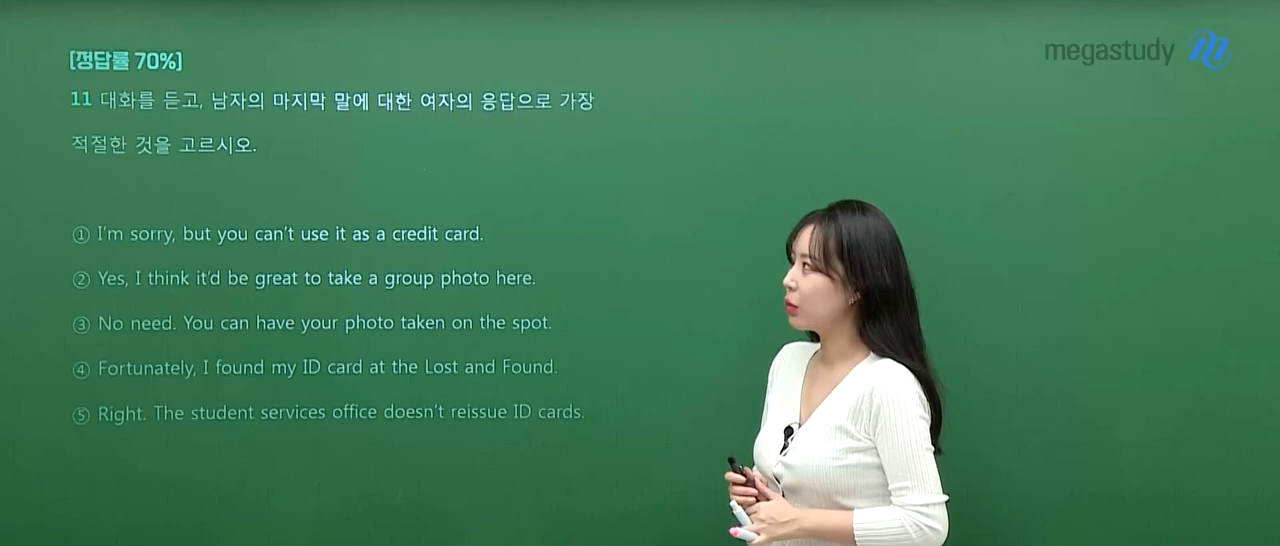 [정답률 70%]
megastudy
11 대화를 듣고, 남자의 마지막 말에 대한 여자의 응답으로 가장
적절한 것을 고르시오.
① I'm sorry, but you can't use it as a credit card.
② Yes, I think it'd be great to take a group photo here.
③ No need. You can have your photo taken on the spot.
④ Fortunately, I found my ID card at the Lost and Found.
⑤ Right. The student services office doesn't reissue ID cards.